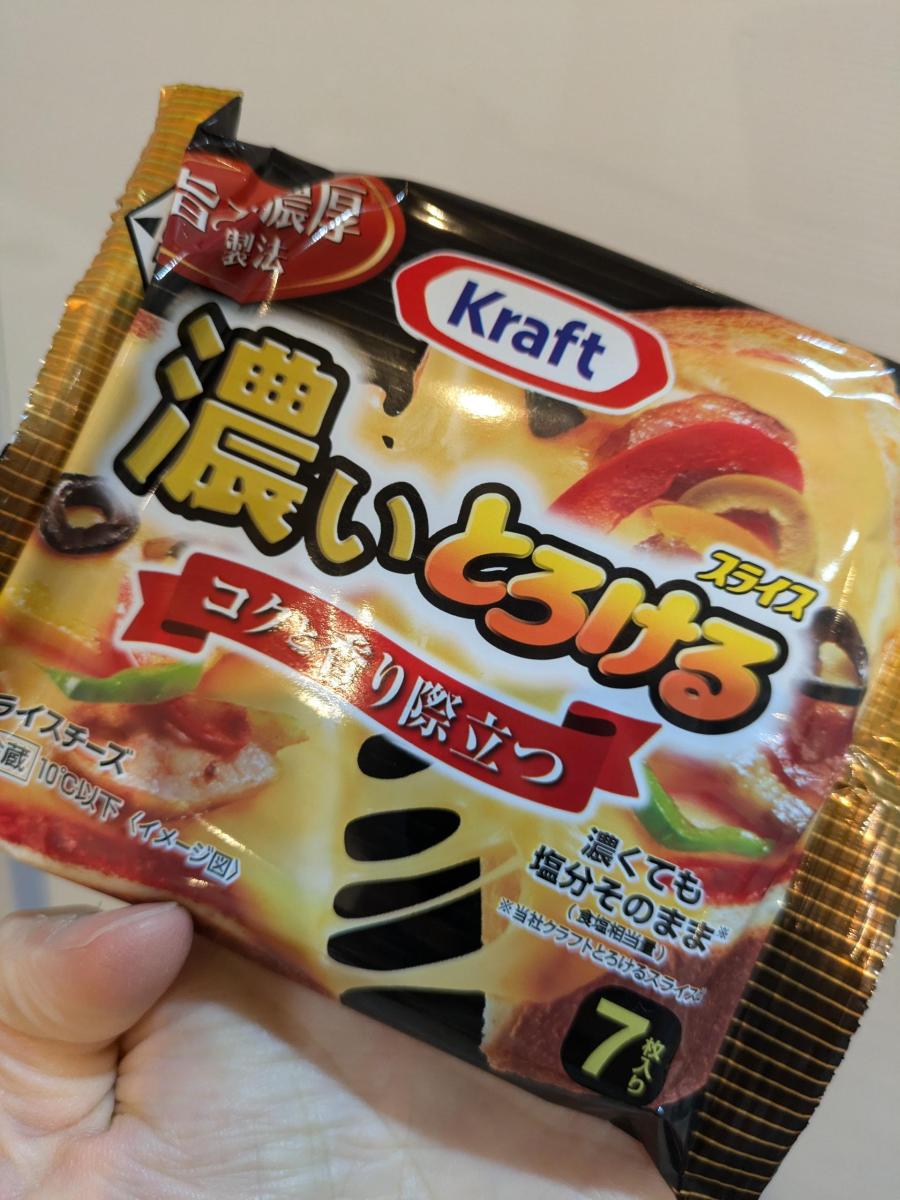 旨さ濃厚
製法
Kraft
濃いとろける
スライス
コクと香り際立つ
ライスチーズ
蔵 10℃以下 〈イメージ図〉
濃くても
塩分そのまま※
(食塩相当量)
※当社クラフトとろけるスライス比
7枚入り